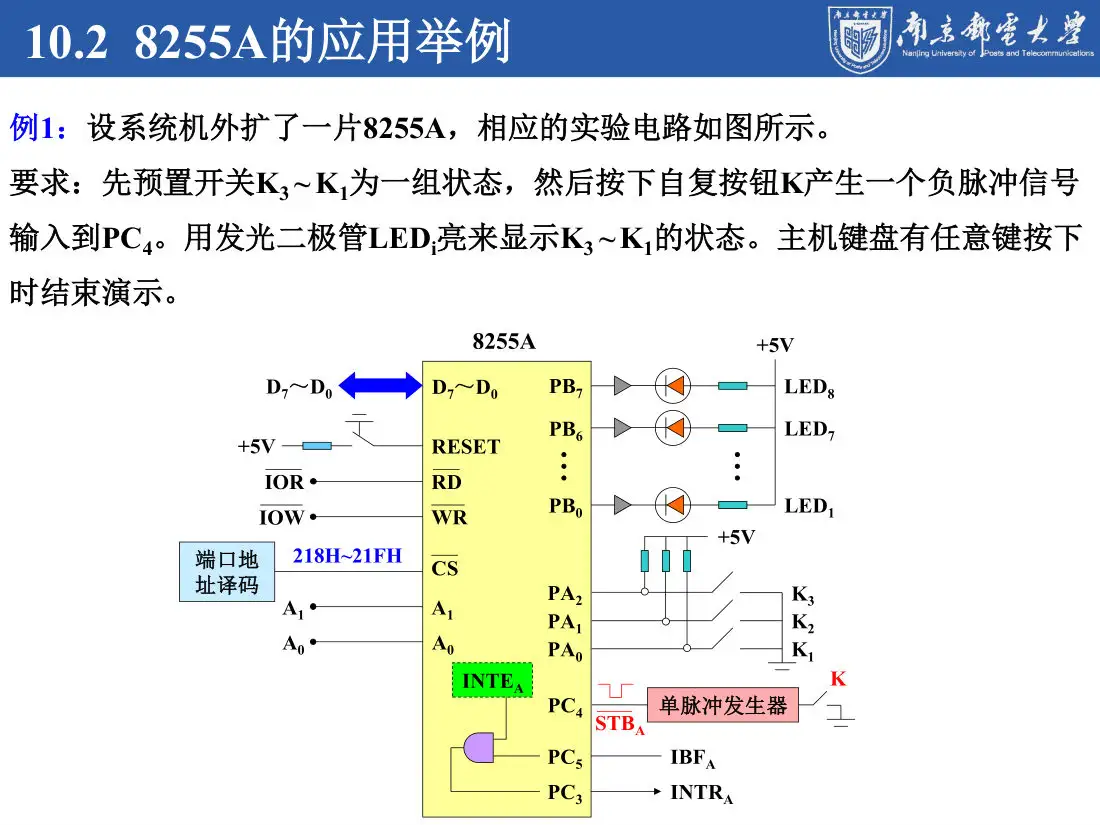 10.2 8255A的应用举例
南京邮电大学
南京郵電大学
Nanjing University of Posts and Telecommunications
例1：设系统机外扩了一片8255A，相应的实验电路如图所示。
要求：先预置开关K3 ~ K1为一组状态，然后按下自复按钮K产生一个负脉冲信号
输入到PC4。用发光二极管LEDi亮来显示K3 ~ K1的状态。主机键盘有任意键按下
时结束演示。
8255A
+5V
D7～D0
D7～D0
PB7
LED8
+5V
RESET
PB6
LED7
IOR
RD
PB0
LED1
IOW
WR
+5V
端口地
址译码
218H~21FH
CS
PA2
K3
A1
A1
PA1
K2
A0
A0
PA0
K1
INTEA
PC4
STBA
单脉冲发生器
K
PC5
IBFA
PC3
INTRA